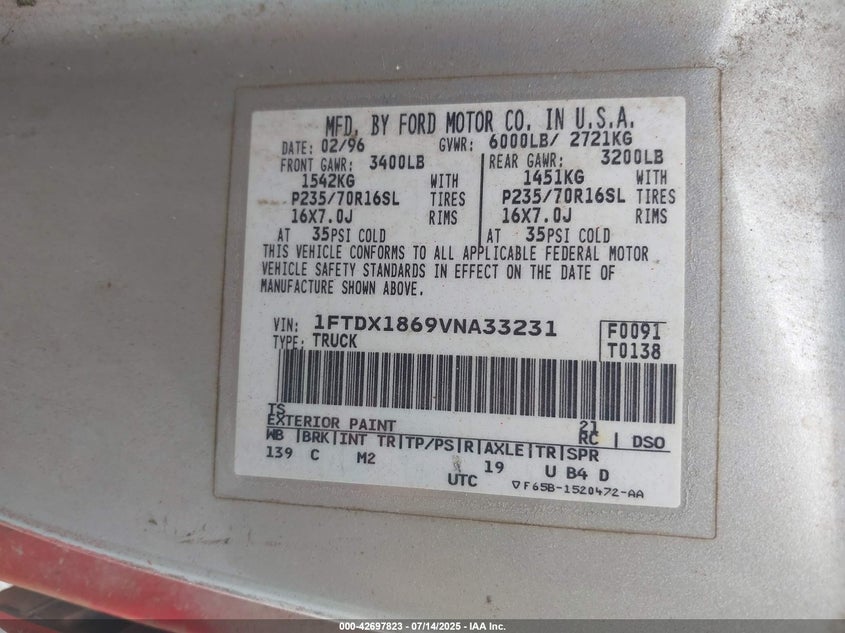 MFD. BY FORD MOTOR CO. IN U.S.A.
DATE: 02/96 GVWR: 6000LB/ 2721KG
FRONT GAWR: 3400LB REAR GAWR: 3200LB
1542KG WITH 1451KG WITH
P235/70R16SL TIRES P235/70R16SL TIRES
16X7.0J RIMS 16X7.0J RIMS
AT 35PSI COLD AT 35PSI COLD
THIS VEHICLE CONFORMS TO ALL APPLICABLE FEDERAL MOTOR
VEHICLE SAFETY STANDARDS IN EFFECT ON THE DATE OF
MANUFACTURE SHOWN ABOVE.
VIN: 1FTDX1869VNA33231 F0091
TYPE: TRUCK T0138
TS 21
EXTERIOR PAINT RC DSO
WB BRK INT TR TP/PS R AXLE TR SPR
139 C M2 19 U B4 D
UTC ▽F65B-1520472-AA
000-42697823 - 07/14/2025 - IAA Inc.